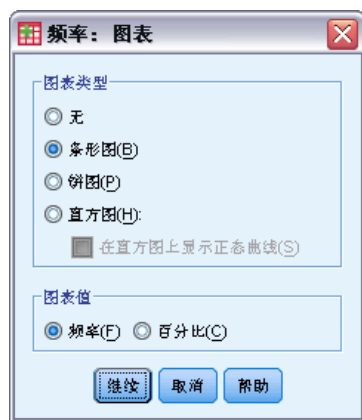 频率：图表
图表类型
无
条形图(B)
饼图(P)
直方图(H):
在直方图上显示正态曲线(S)
图表值
频率(F) 百分比(C)
继续 取消 帮助